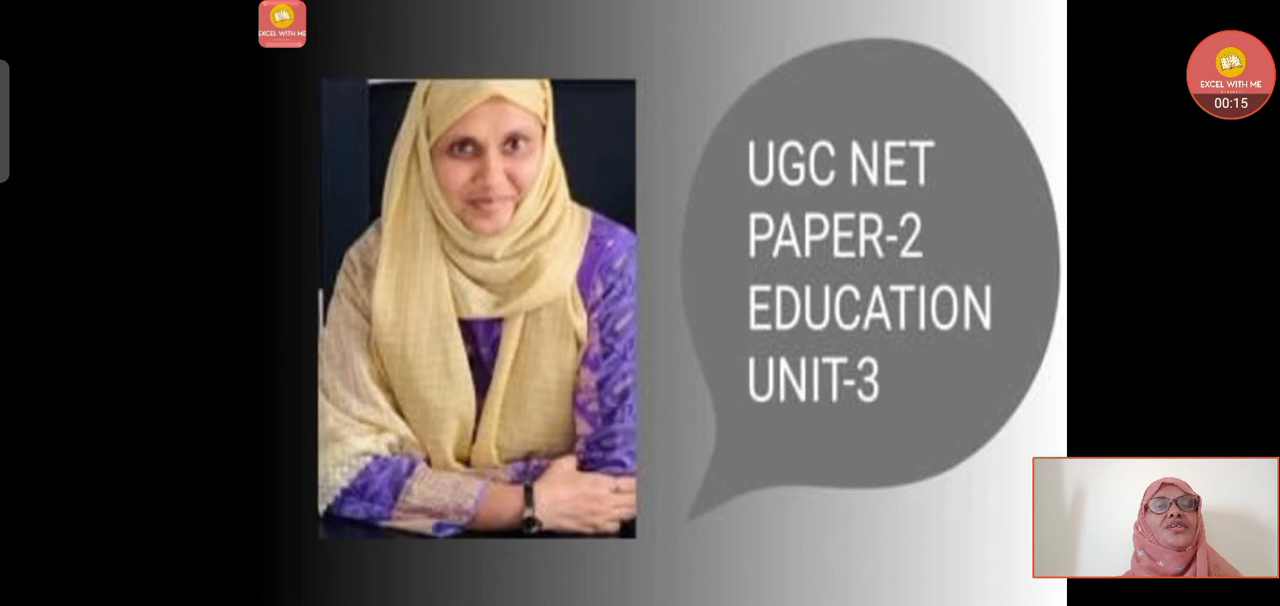 EXCEL WITH ME
UGC NET
PAPER-2
EDUCATION
UNIT-3
EXCEL WITH ME
00:15